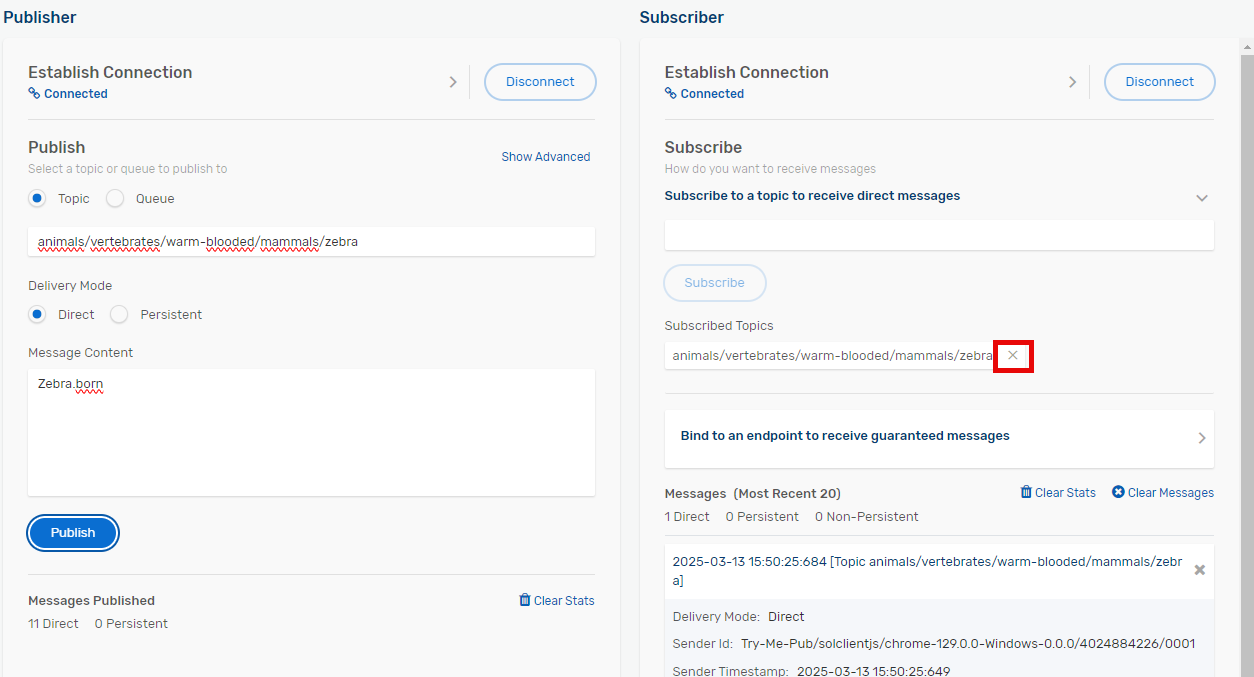 Publisher
Establish Connection
Connected
Disconnect
Publish
Select a topic or queue to publish to
Show Advanced
Topic
Queue
animals/vertebrates/warm-blooded/mammals/zebra
Delivery Mode
Direct
Persistent
Message Content
Zebra.born
Publish
Messages Published
Clear Stats
11 Direct 0 Persistent
Subscriber
Establish Connection
Connected
Disconnect
Subscribe
How do you want to receive messages
Subscribe to a topic to receive direct messages
Subscribe
Subscribed Topics
animals/vertebrates/warm-blooded/mammals/zebra
Bind to an endpoint to receive guaranteed messages
Messages (Most Recent 20)
Clear Stats
Clear Messages
1 Direct 0 Persistent 0 Non-Persistent
2025-03-13 15:50:25:684 [Topic animals/vertebrates/warm-blooded/mammals/zebr
a]
Delivery Mode: Direct
Sender Id: Try-Me-Pub/solclientjs/chrome-129.0.0-Windows-0.0.0/4024884226/0001
Sender Timestamp: 2025-03-13 15:50:25:649